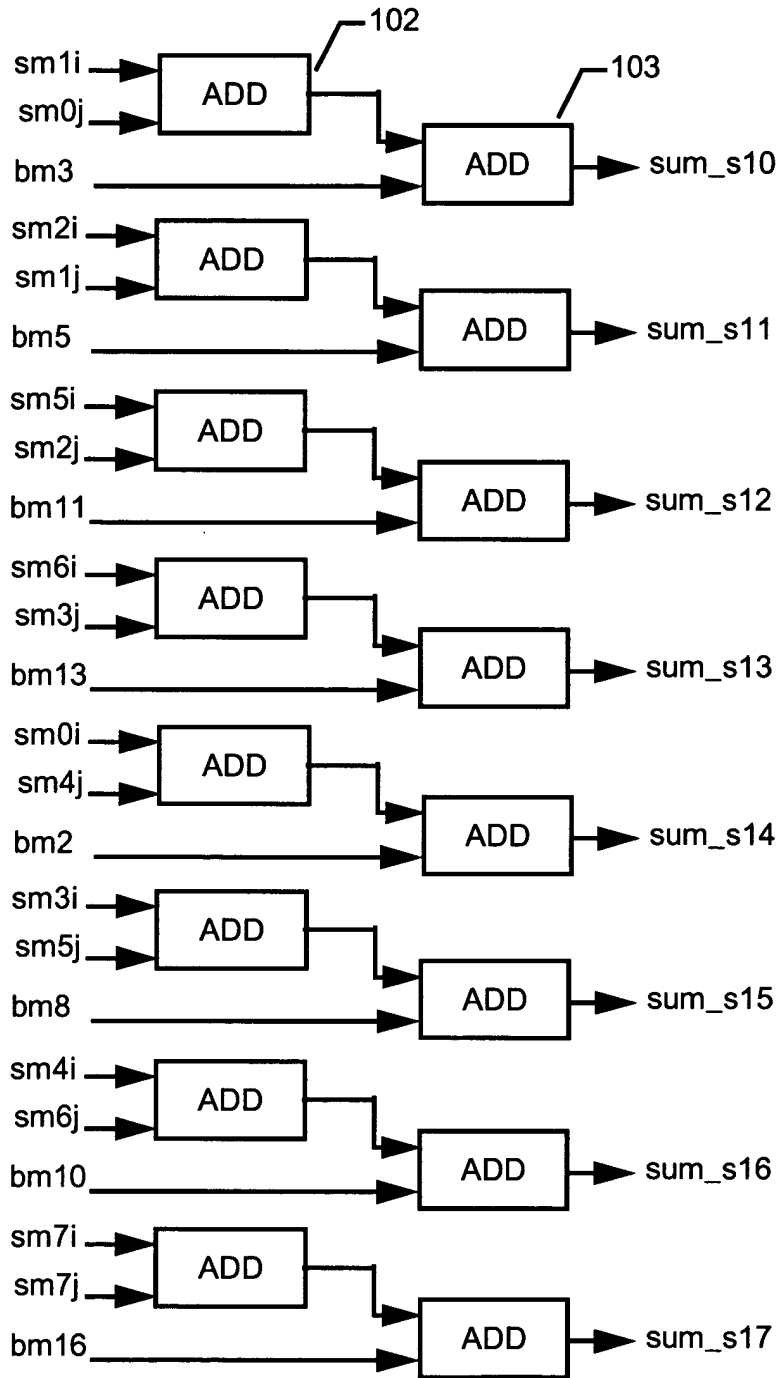 102
sm1i ADD 103
sm0j ADD sum_s10
bm3
sm2i ADD
sm1j ADD sum_s11
bm5
sm5i ADD
sm2j ADD sum_s12
bm11
sm6i ADD
sm3j ADD sum_s13
bm13
sm0i ADD
sm4j ADD sum_s14
bm2
sm3i ADD
sm5j ADD sum_s15
bm8
sm4i ADD
sm6j ADD sum_s16
bm10
sm7i ADD
sm7j ADD sum_s17
bm16